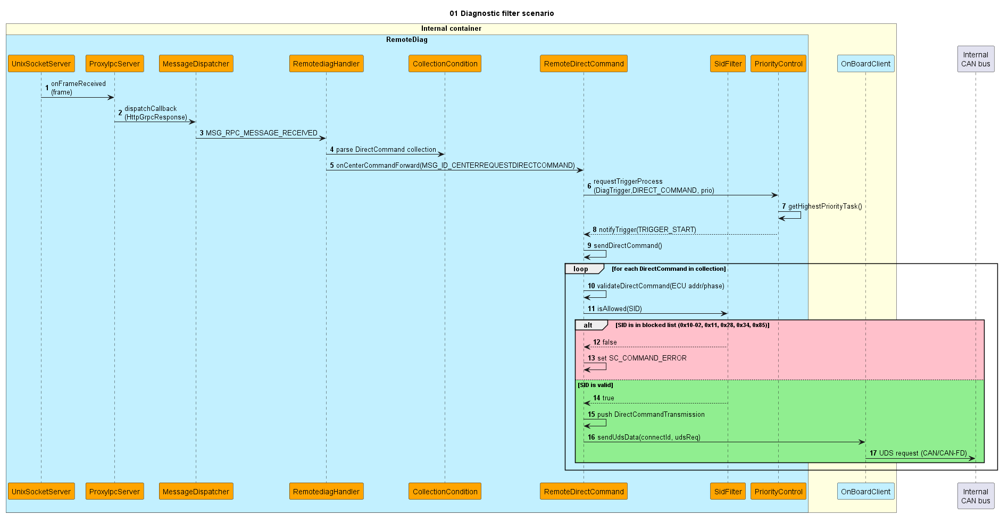 01 Diagnostic filter scenario
Internal container
RemoteDiag
UnixSocketServer
ProxyIpcServer
MessageDispatcher
RemotediagHandler
CollectionCondition
RemoteDirectCommand
SidFilter
PriorityControl
OnBoardClient
Internal
CAN bus
1 onFrameReceived
(frame)
2 dispatchCallback
(HttpGrpcResponse)
3 MSG_RPC_MESSAGE_RECEIVED
4 parse DirectCommand collection
5 onCenterCommandForward(MSG_ID_CENTERREQUESTDIRECTCOMMAND)
6 requestTriggerProcess
(DiagTrigger,DIRECT_COMMAND, prio)
7 getHighestPriorityTask()
8 notifyTrigger(TRIGGER_START)
9 sendDirectCommand()
loop [for each DirectCommand in collection]
10 validateDirectCommand(ECU addr/phase)
11 isAllowed(SID)
alt [SID is in blocked list (0x10-02, 0x11, 0x28, 0x34, 0x85)]
12 false
13 set SC_COMMAND_ERROR
[SID is valid]
14 true
15 push DirectCommandTransmission
16 sendUdsData(connectId, udsReq)
17 UDS request (CAN/CAN-FD)
UnixSocketServer
ProxyIpcServer
MessageDispatcher
RemotediagHandler
CollectionCondition
RemoteDirectCommand
SidFilter
PriorityControl
OnBoardClient
Internal
CAN bus